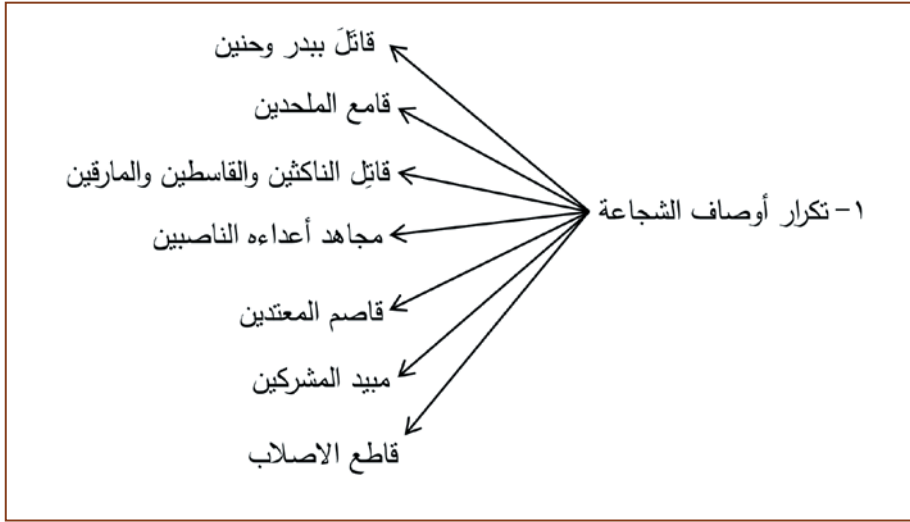 قاتَلَ ببدر وحنين
قامع الملحدين
قاتِل الناكثين والقاسطين والمارقين
١- تكرار أوصاف الشجاعة
مجاهد أعداءه الناصبين
قاصم المعتدين
مبيد المشركين
قاطع الاصلاب